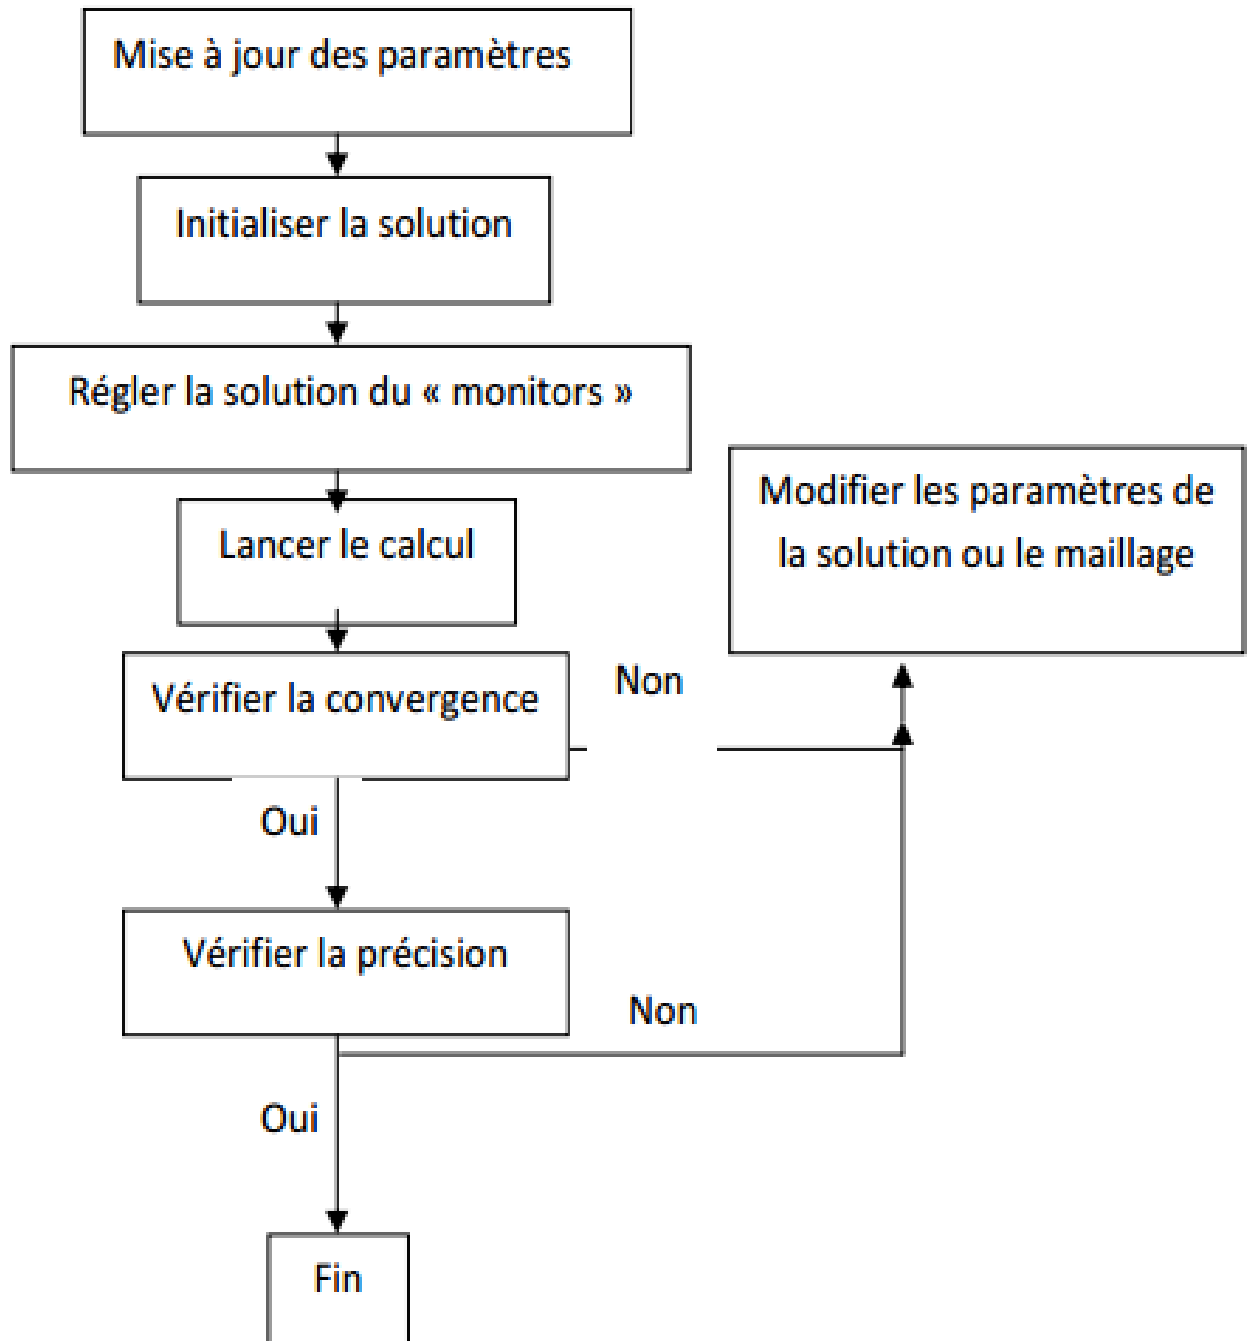 Mise à jour des paramètres
Initialiser la solution
Régler la solution du « monitors »
Lancer le calcul
Modifier les paramètres de
la solution ou le maillage
Vérifier la convergence
Non
Oui
Vérifier la précision
Non
Oui
Fin